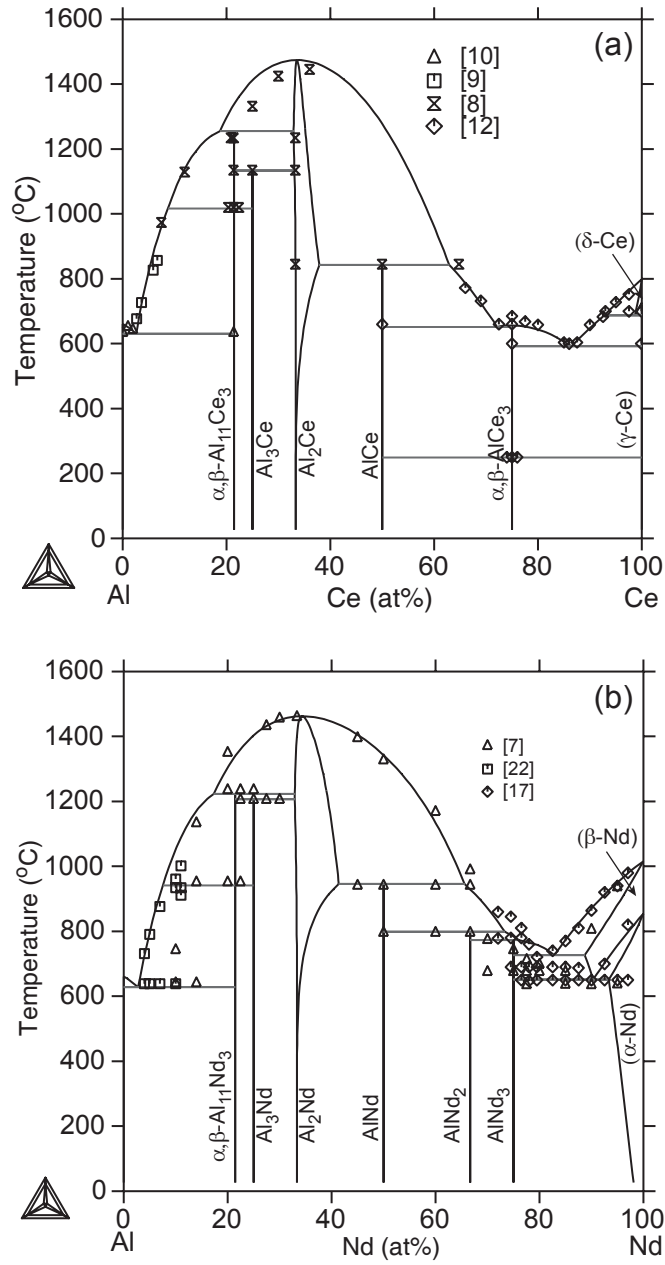 1600
(a)
[10]
[9]
[8]
[12]
1400
1200
1000
800
600
400
200
0
Temperature (°C)
(δ-Ce)
(γ-Ce)
α,β-Al₁₁Ce₃
Al₃Ce
Al₂Ce
AlCe
α,β-AlCe₃
0 20 40 60 80 100
Al Ce (at%) Ce
1600
(b)
[7]
[22]
[17]
1400
1200
1000
800
600
400
200
0
Temperature (°C)
(β-Nd)
(α-Nd)
α,β-Al₁₁Nd₃
Al₃Nd
Al₂Nd
AlNd
AlNd₂
AlNd₃
0 20 40 60 80 100
Al Nd (at%) Nd